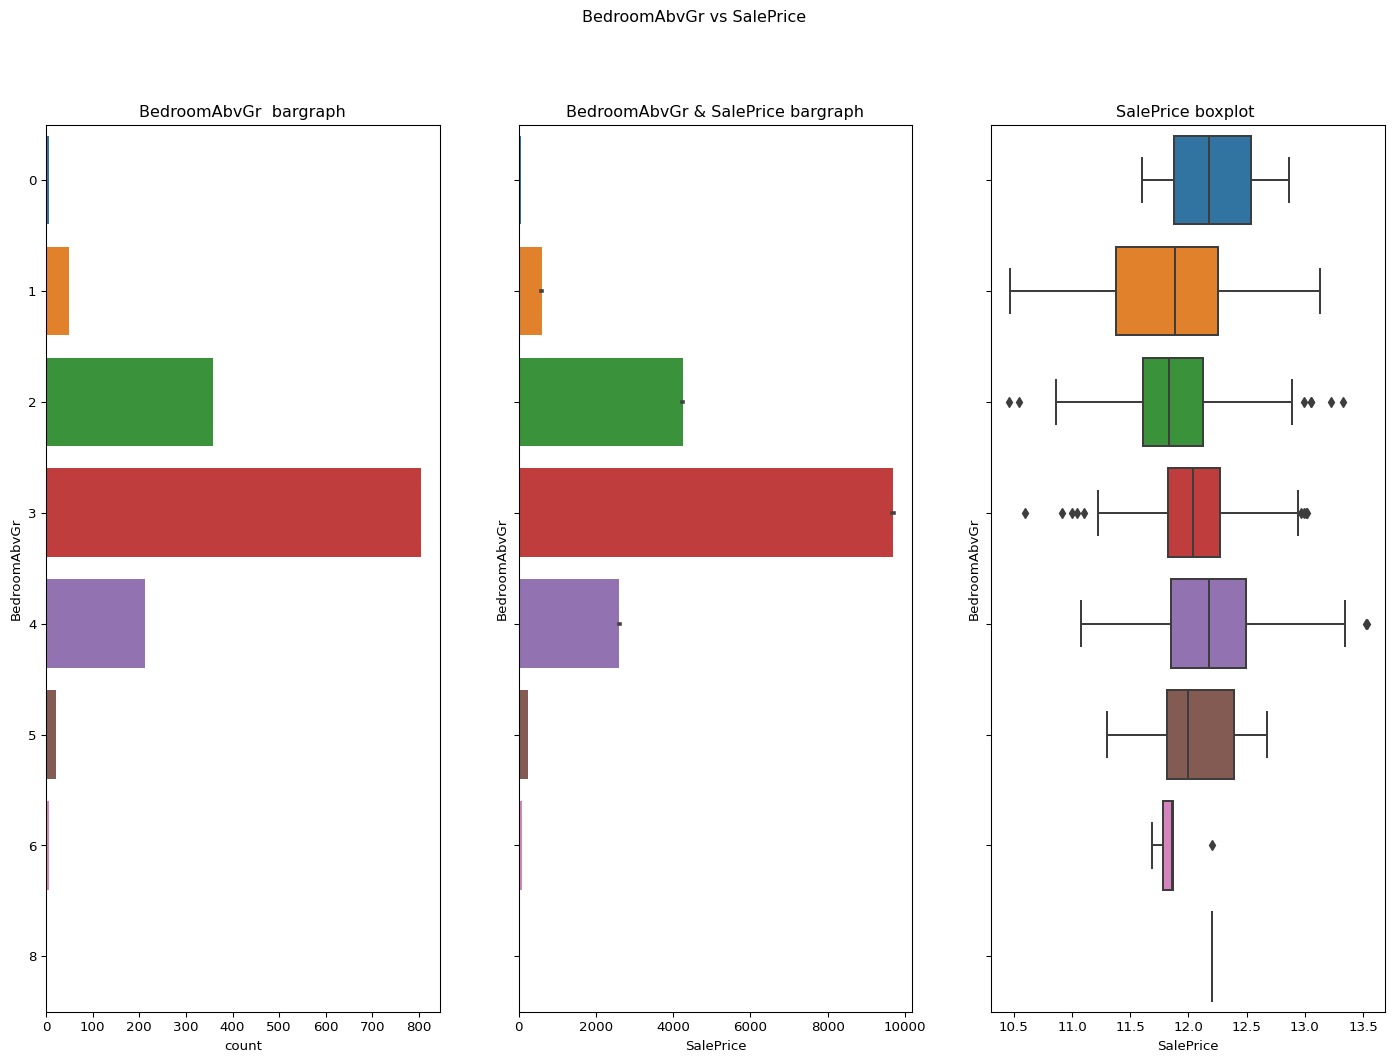 BedroomAbvGr vs SalePrice
BedroomAbvGr  bargraph
0
1
2
3
4
5
6
8
BedroomAbvGr
0 100 200 300 400 500 600 700 800
count
BedroomAbvGr & SalePrice bargraph
BedroomAbvGr
0 2000 4000 6000 8000 10000
SalePrice
SalePrice boxplot
BedroomAbvGr
10.5 11.0 11.5 12.0 12.5 13.0 13.5
SalePrice